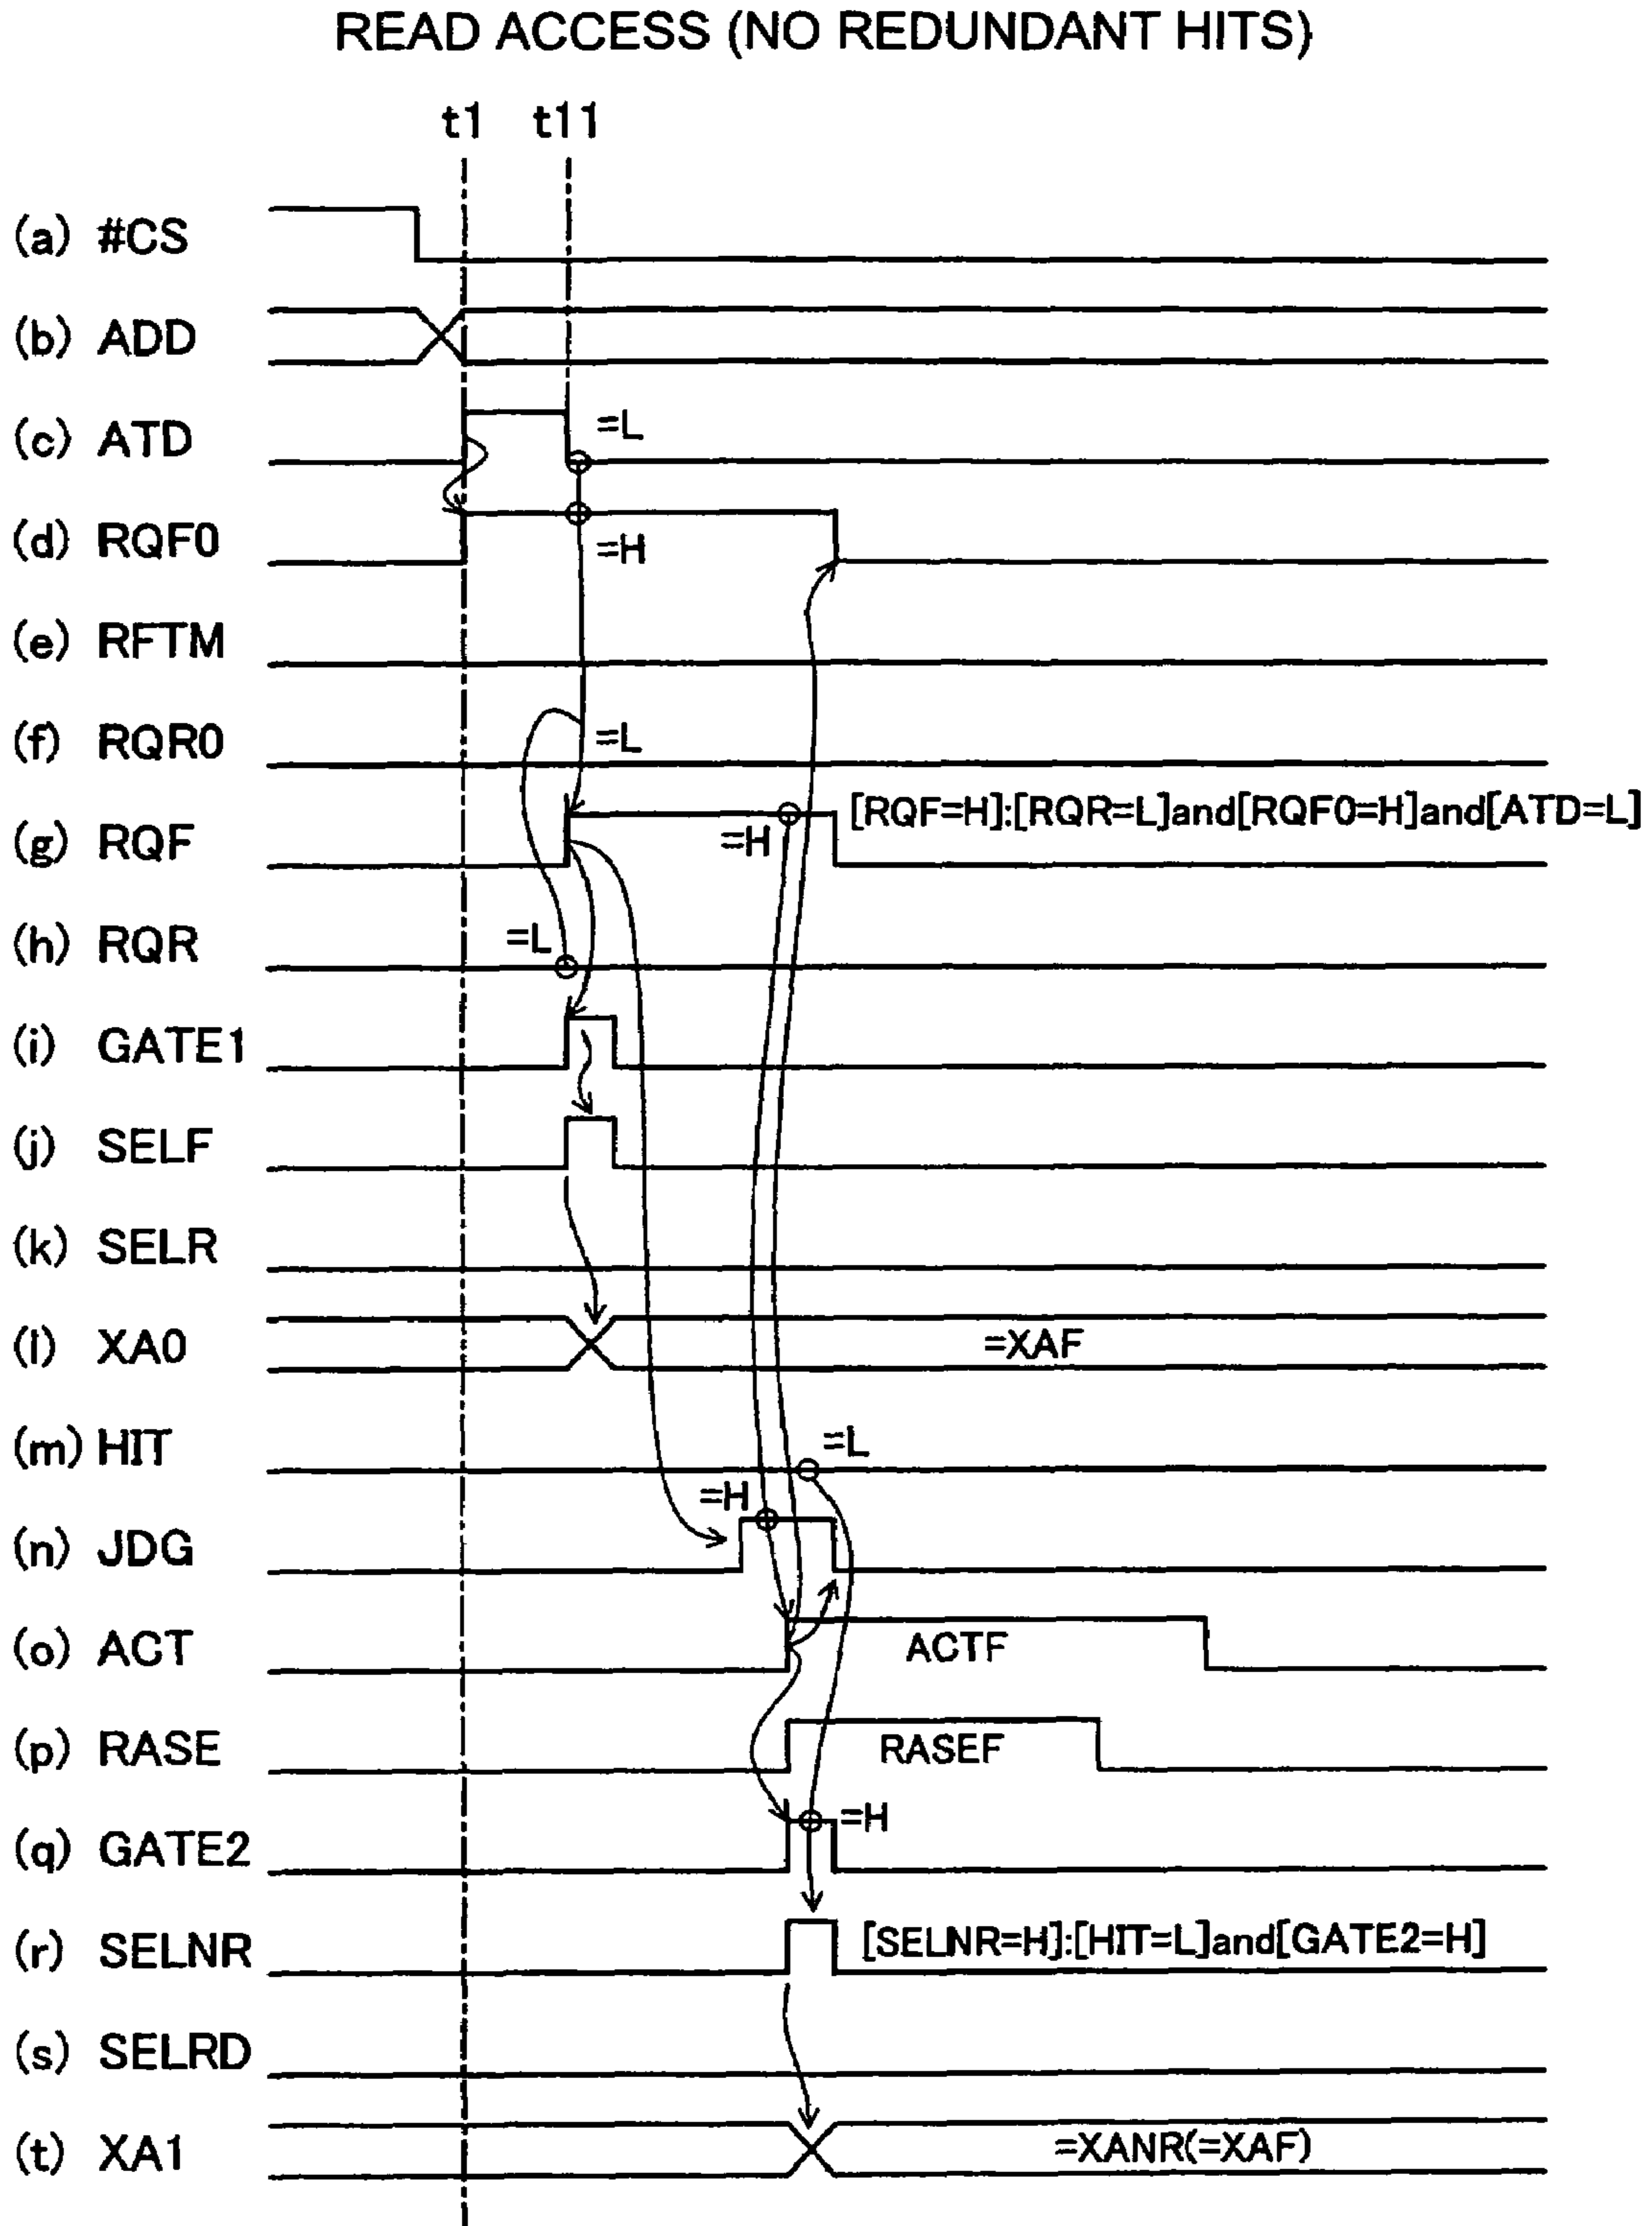 READ ACCESS (NO REDUNDANT HITS)
t1 t11
(a) #CS
(b) ADD
(c) ATD =L
(d) RQF0 =H
(e) RFTM
(f) RQR0 =L
(g) RQF =H [RQF=H]:[RQR=L]and[RQF0=H]and[ATD=L]
(h) RQR =L
(i) GATE1
(j) SELF
(k) SELR
(l) XA0 =XAF
(m) HIT =L
(n) JDG =H
(o) ACT ACTF
(p) RASE RASEF
(q) GATE2 =H
(r) SELNR [SELNR=H]:[HIT=L]and[GATE2=H]
(s) SELRD
(t) XA1 =XANR(=XAF)